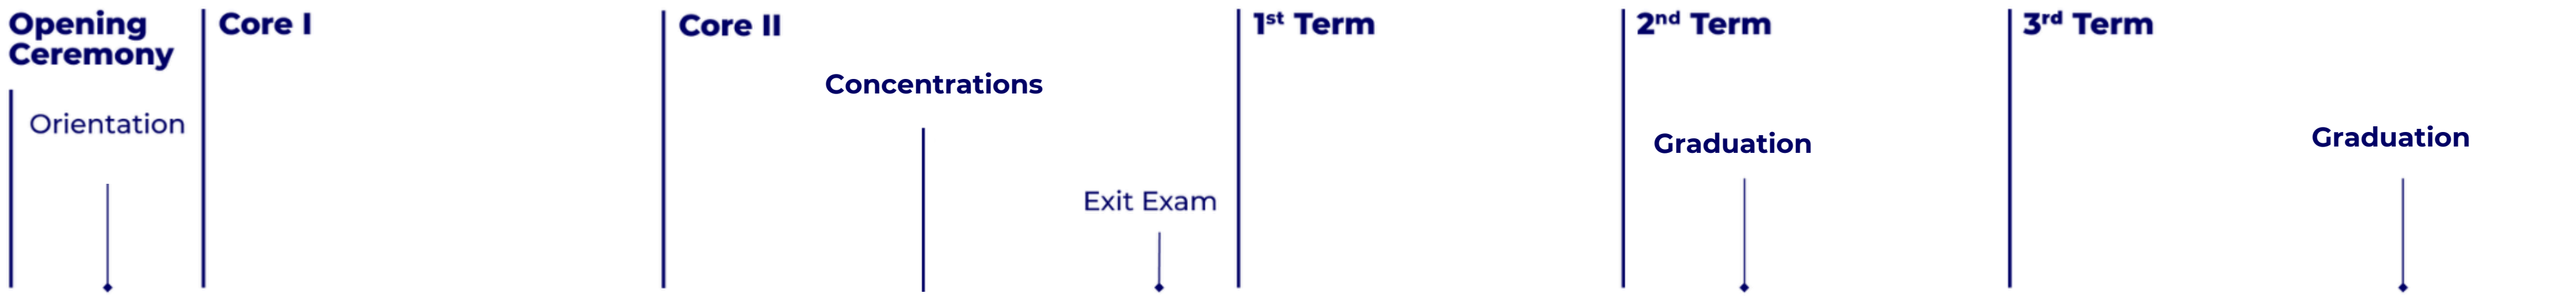 Opening
Ceremony
Orientation
Core I
Core II
Concentrations
Exit Exam
1st Term
2nd Term
Graduation
3rd Term
Graduation